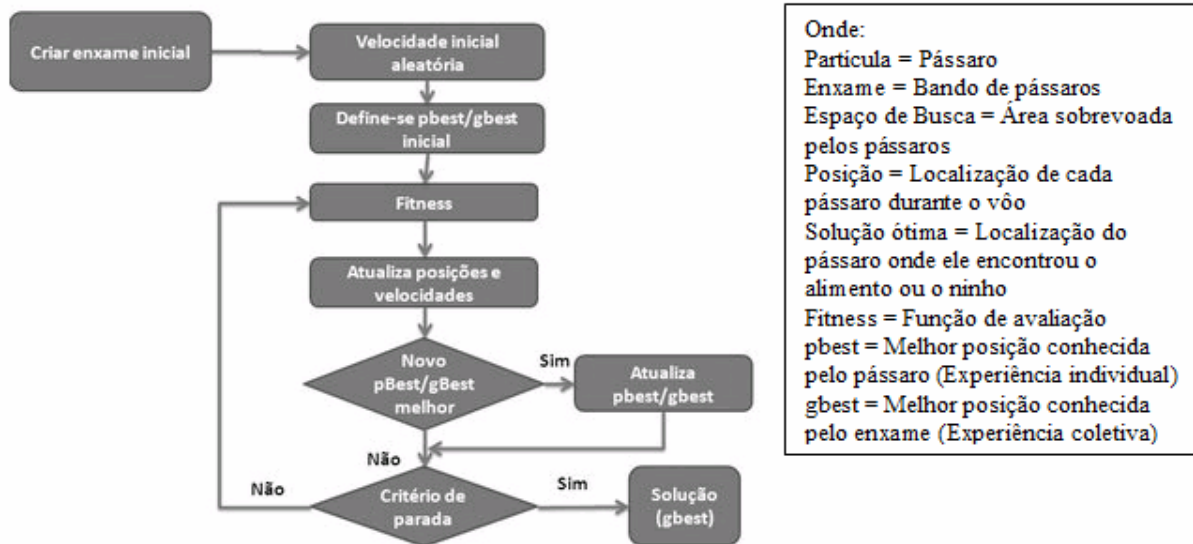 Criar enxame inicial
Velocidade inicial
aleatória
Define-se pbest/gbest
inicial
Fitness
Atualiza posições e
velocidades
Novo
pBest/gBest
melhor
Sim
Atualiza
pbest/gbest
Não
Não
Critério de
parada
Sim
Solução
(gbest)
Onde:
Particula = Pássaro
Enxame = Bando de pássaros
Espaço de Busca = Área sobrevoada
pelos pássaros
Posição = Localização de cada
pássaro durante o vôo
Solução ótima = Localização do
pássaro onde ele encontrou o
alimento ou o ninho
Fitness = Função de avaliação
pbest = Melhor posição conhecida
pelo pássaro (Experiência individual)
gbest = Melhor posição conhecida
pelo enxame (Experiência coletiva)